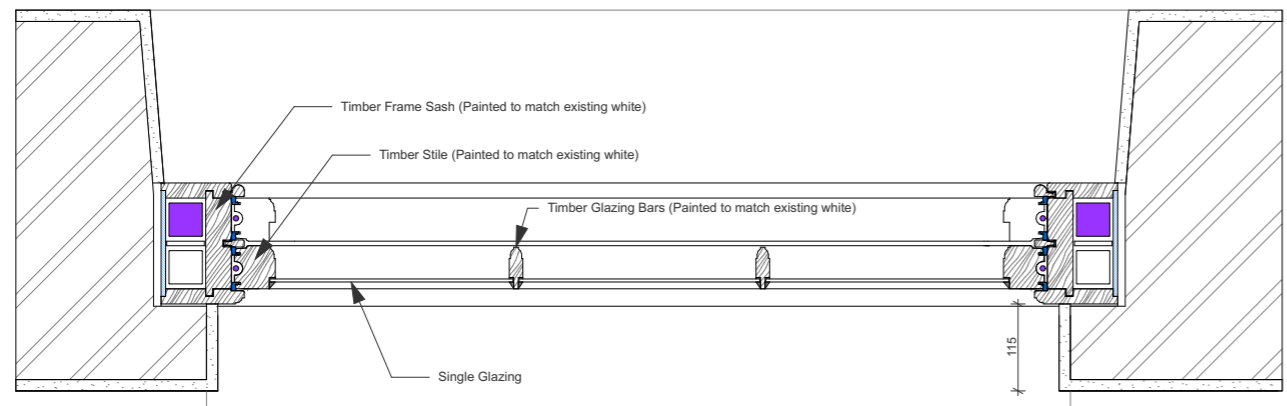 Timber Frame Sash (Painted to match existing white)
Timber Stile (Painted to match existing white)
Timber Glazing Bars (Painted to match existing white)
115
Single Glazing